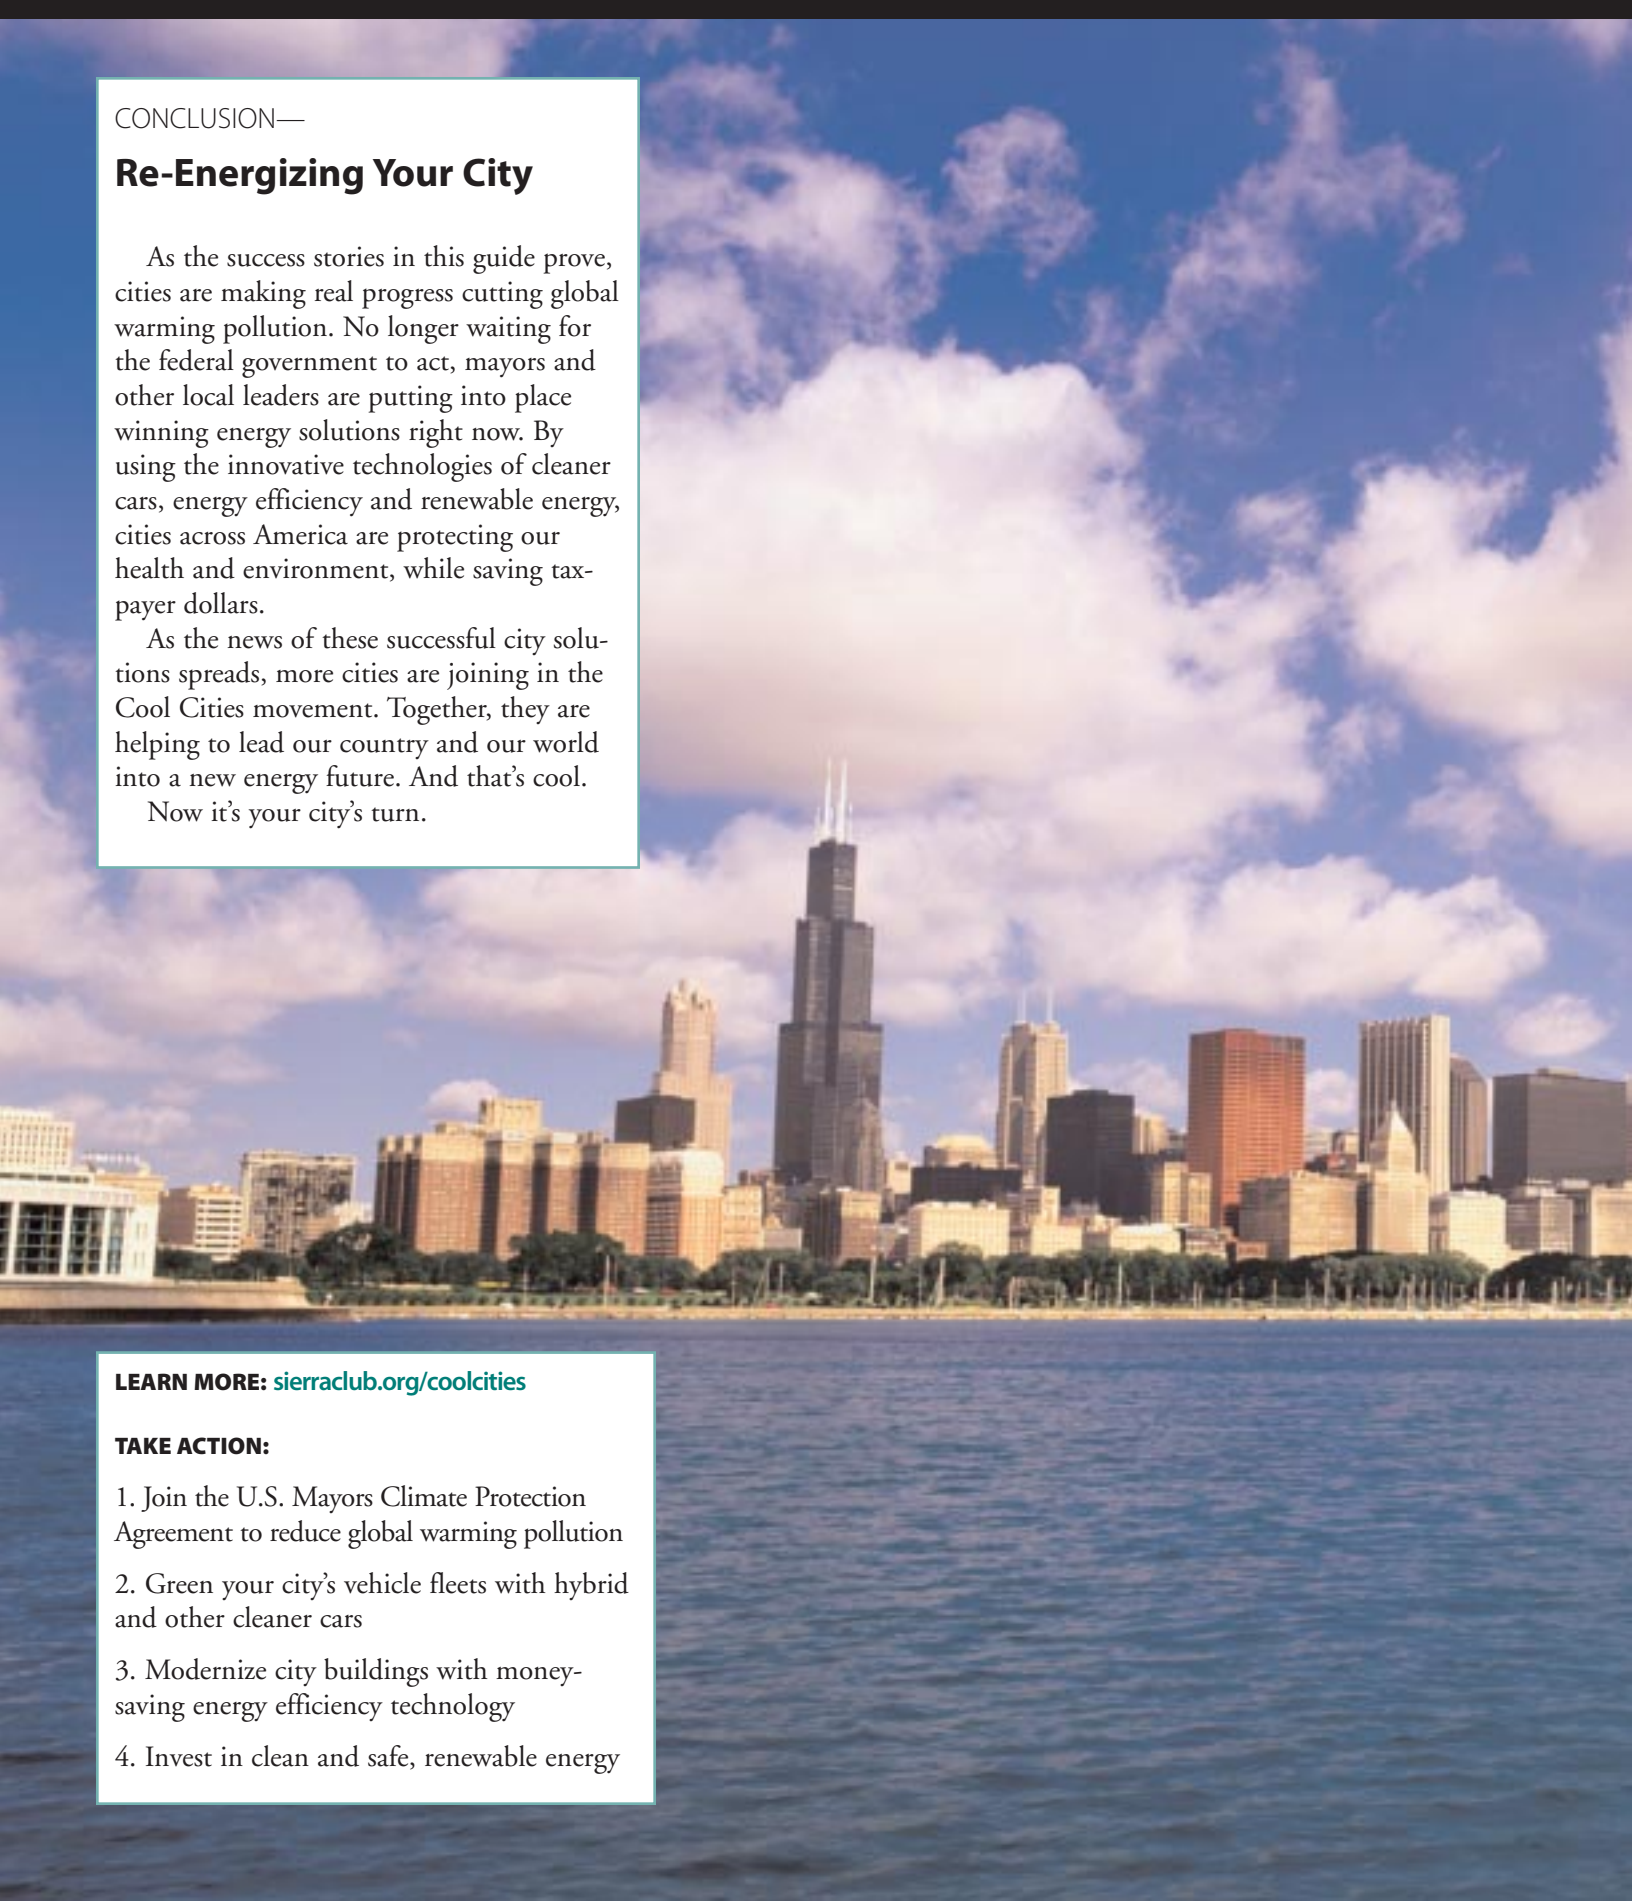 CONCLUSION—
Re-Energizing Your City
As the success stories in this guide prove,
cities are making real progress cutting global
warming pollution. No longer waiting for
the federal government to act, mayors and
other local leaders are putting into place
winning energy solutions right now. By
using the innovative technologies of cleaner
cars, energy efficiency and renewable energy,
cities across America are protecting our
health and environment, while saving tax-
payer dollars.
As the news of these successful city solu-
tions spreads, more cities are joining in the
Cool Cities movement. Together, they are
helping to lead our country and our world
into a new energy future. And that’s cool.
Now it’s your city’s turn.
LEARN MORE: sierraclub.org/coolcities
TAKE ACTION:
1. Join the U.S. Mayors Climate Protection
Agreement to reduce global warming pollution
2. Green your city’s vehicle fleets with hybrid
and other cleaner cars
3. Modernize city buildings with money-
saving energy efficiency technology
4. Invest in clean and safe, renewable energy